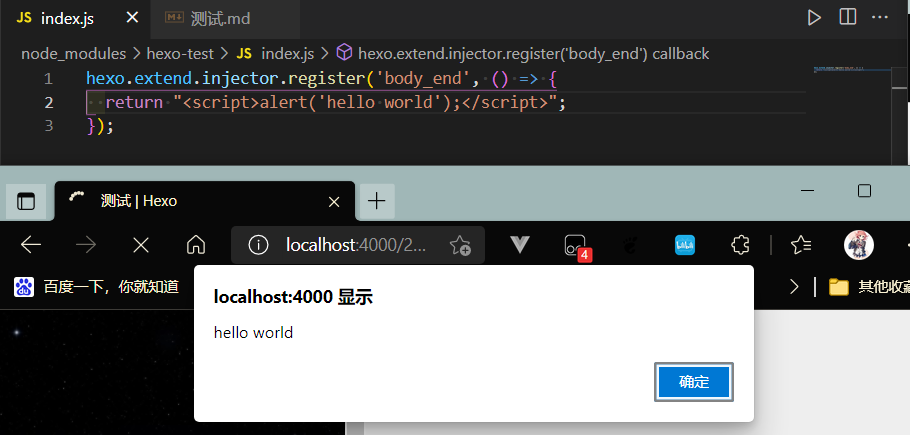 JS index.js 测试.md
node_modules > hexo-test > JS index.js > hexo.extend.injector.register('body_end') callback
1 hexo.extend.injector.register('body_end', () => {
2 return "<script>alert('hello world');</script>";
3 });
测试 | Hexo
localhost:4000/2...
4
百度一下，你就知道
其他收藏
localhost:4000 显示
hello world
确定